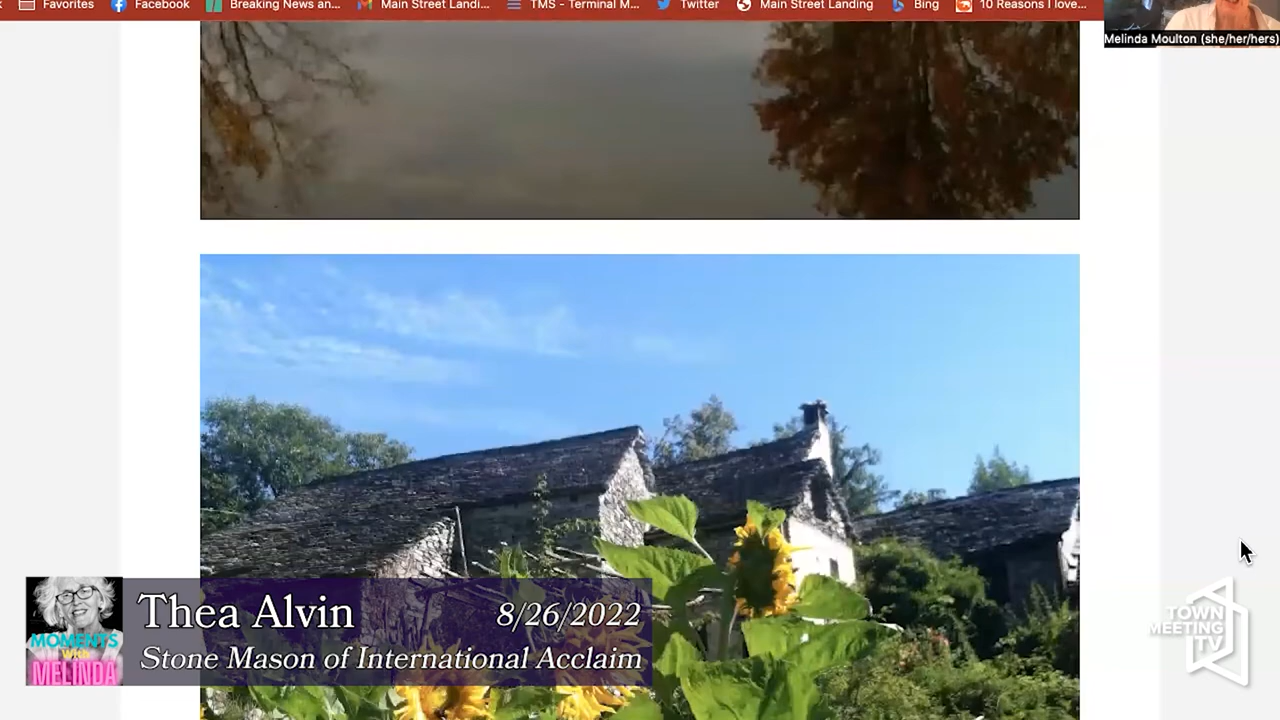 Favorites Facebook Breaking News an... Main Street Landi... TMS - Terminal M... Twitter Main Street Landing Bing 10 Reasons I love...
Melinda Moulton (she/her/hers)
Thea Alvin 8/26/2022
Stone Mason of International Acclaim
MOMENTS
With
MELINDA
TOWN
MEETING
TV